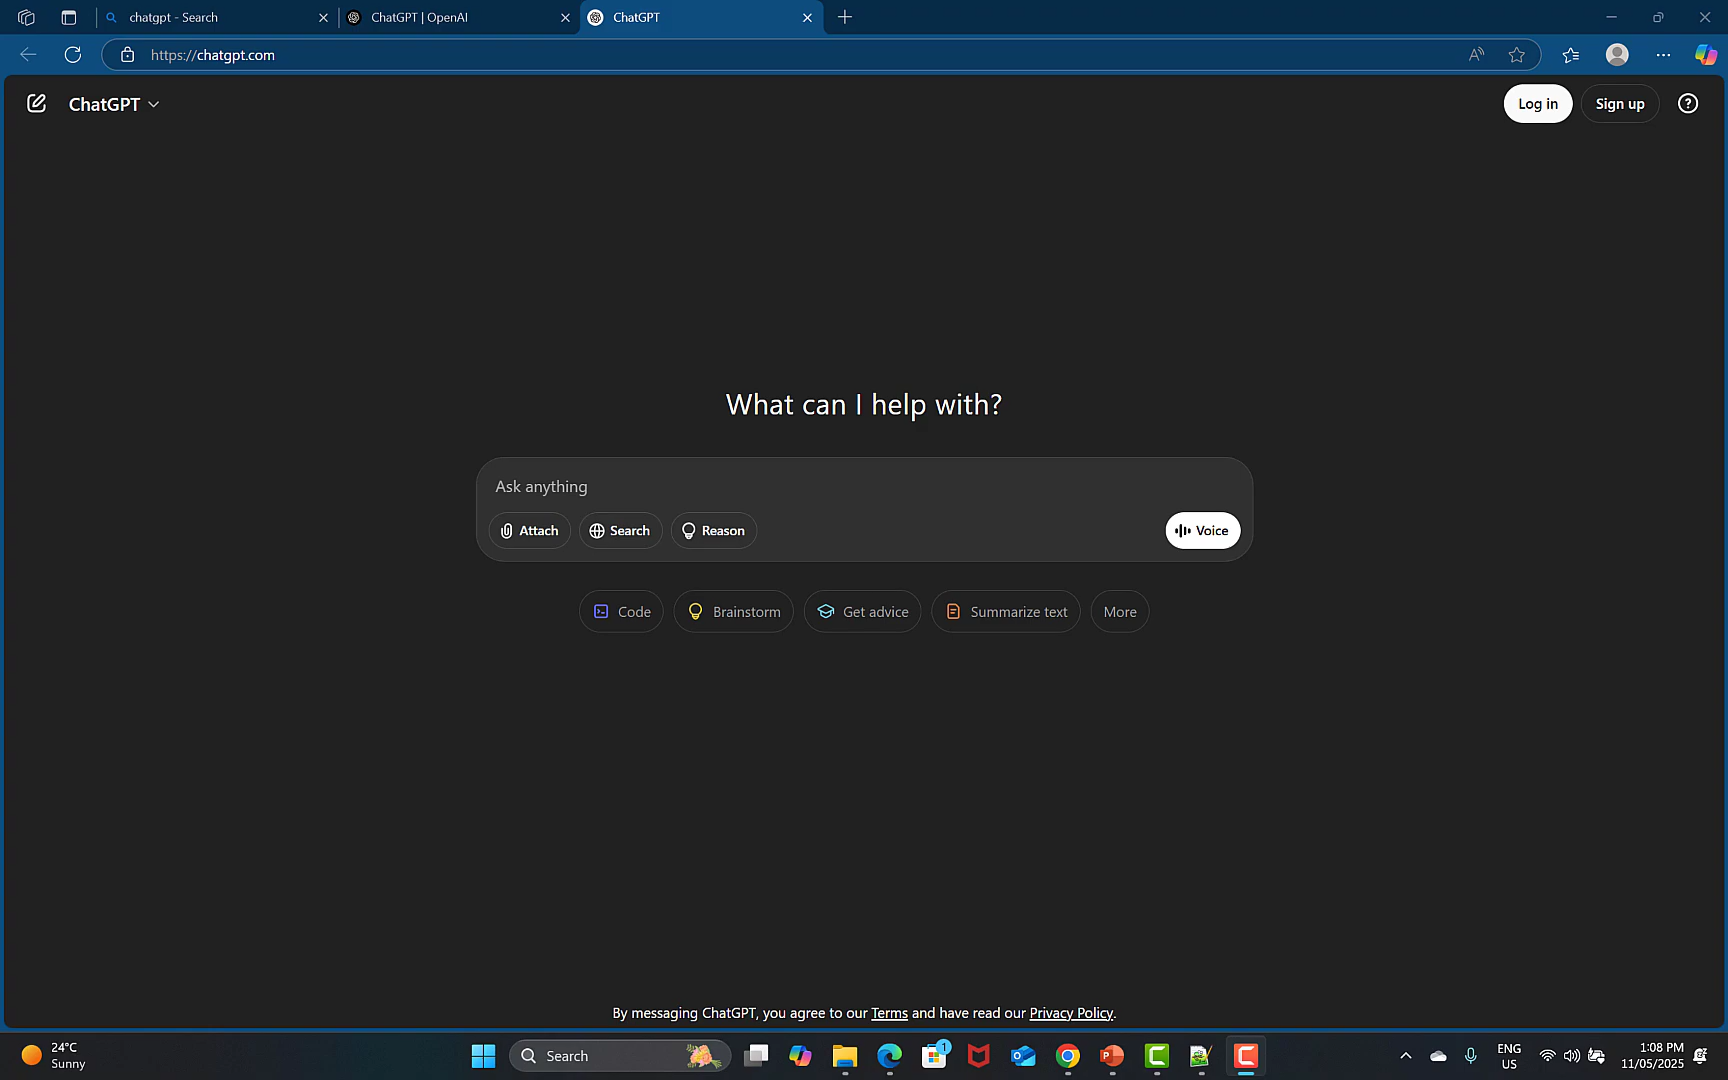 chatgpt - Search
ChatGPT | OpenAI
ChatGPT
https://chatgpt.com
ChatGPT
Log in
Sign up
What can I help with?
Ask anything
Attach
Search
Reason
Voice
Code
Brainstorm
Get advice
Summarize text
More
By messaging ChatGPT, you agree to our Terms and have read our Privacy Policy.
24°C
Sunny
Search
1
ENG
US
1:08 PM
11/05/2025